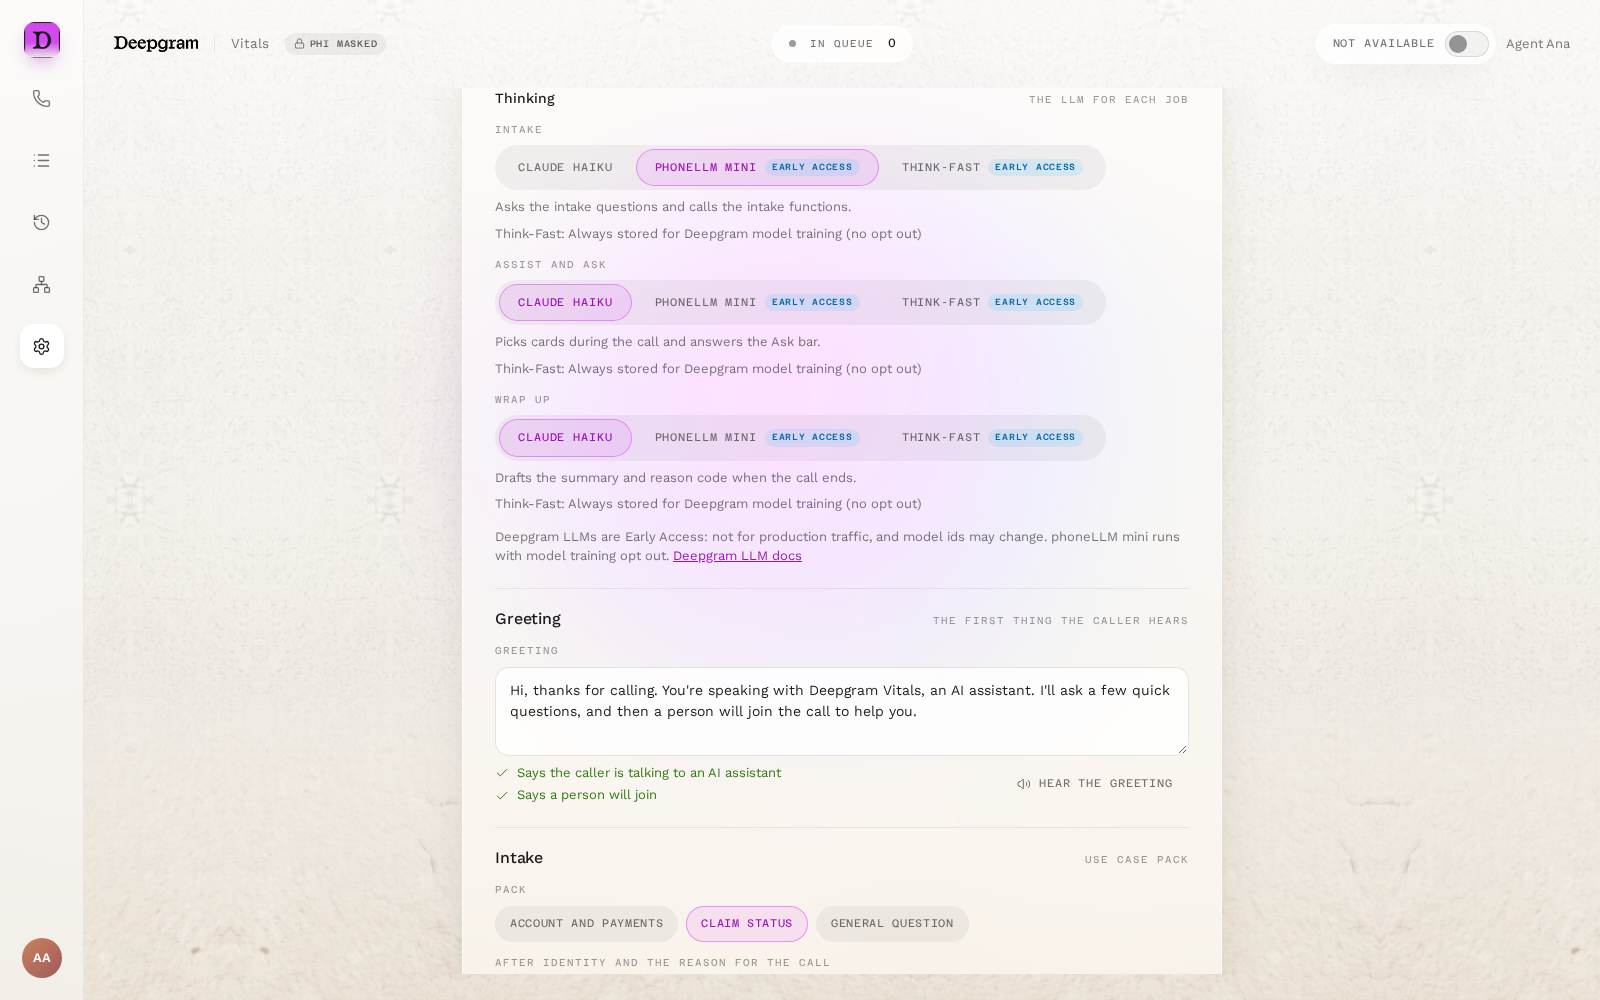 D
Deepgram
Vitals
PHI MASKED
IN QUEUE 0
NOT AVAILABLE
Agent Ana
Thinking
THE LLM FOR EACH JOB
INTAKE
CLAUDE HAIKU
PHONELLM MINI EARLY ACCESS
THINK-FAST EARLY ACCESS
Asks the intake questions and calls the intake functions.
Think-Fast: Always stored for Deepgram model training (no opt out)
ASSIST AND ASK
CLAUDE HAIKU
PHONELLM MINI EARLY ACCESS
THINK-FAST EARLY ACCESS
Picks cards during the call and answers the Ask bar.
Think-Fast: Always stored for Deepgram model training (no opt out)
WRAP UP
CLAUDE HAIKU
PHONELLM MINI EARLY ACCESS
THINK-FAST EARLY ACCESS
Drafts the summary and reason code when the call ends.
Think-Fast: Always stored for Deepgram model training (no opt out)
Deepgram LLMs are Early Access: not for production traffic, and model ids may change. phoneLLM mini runs
with model training opt out. Deepgram LLM docs
Greeting
THE FIRST THING THE CALLER HEARS
GREETING
Hi, thanks for calling. You're speaking with Deepgram Vitals, an AI assistant. I'll ask a few quick
questions, and then a person will join the call to help you.
Says the caller is talking to an AI assistant
Says a person will join
HEAR THE GREETING
Intake
USE CASE PACK
PACK
ACCOUNT AND PAYMENTS
CLAIM STATUS
GENERAL QUESTION
AFTER IDENTITY AND THE REASON FOR THE CALL
AA